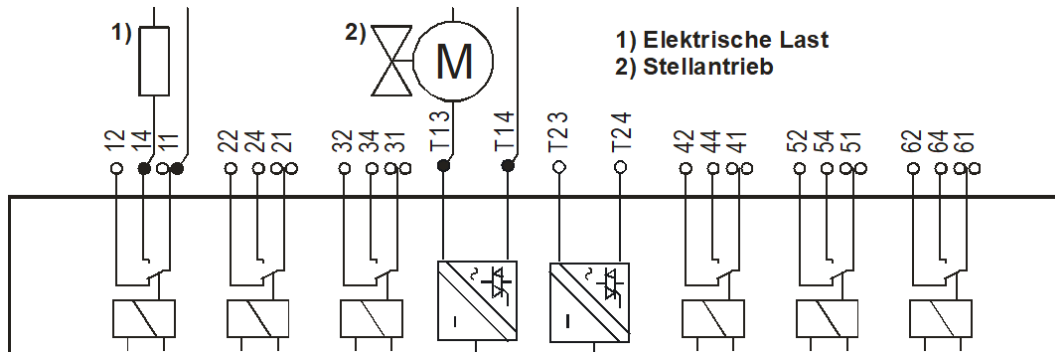 1)
2)
M
1) Elektrische Last
2) Stellantrieb
12 14 11 22 24 21 32 34 31 T13 T14 T23 T24 42 44 41 52 54 51 62 64 61